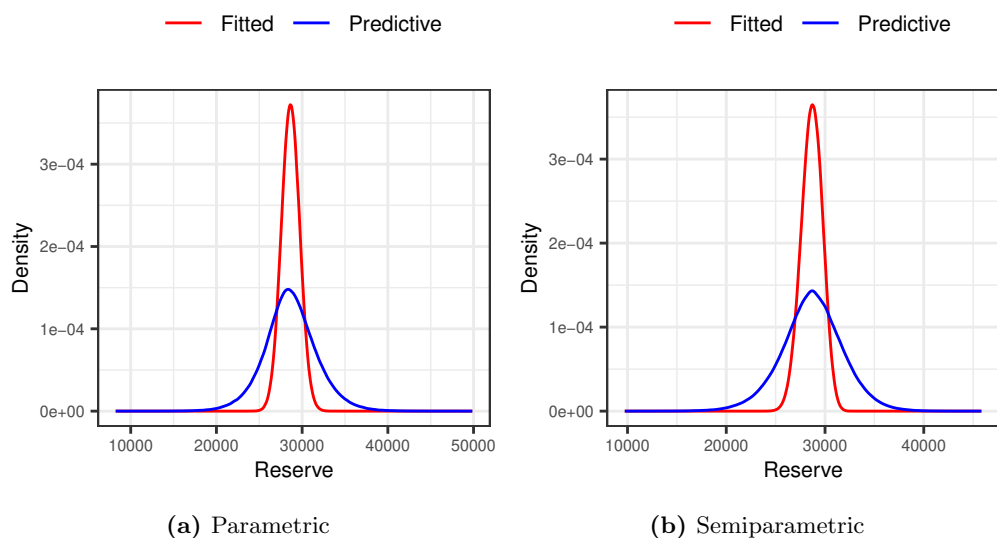 Fitted Predictive
Density
3e−04
2e−04
1e−04
0e+00
10000 20000 30000 40000 50000
Reserve
(a) Parametric
Fitted Predictive
Density
3e−04
2e−04
1e−04
0e+00
10000 20000 30000 40000
Reserve
(b) Semiparametric